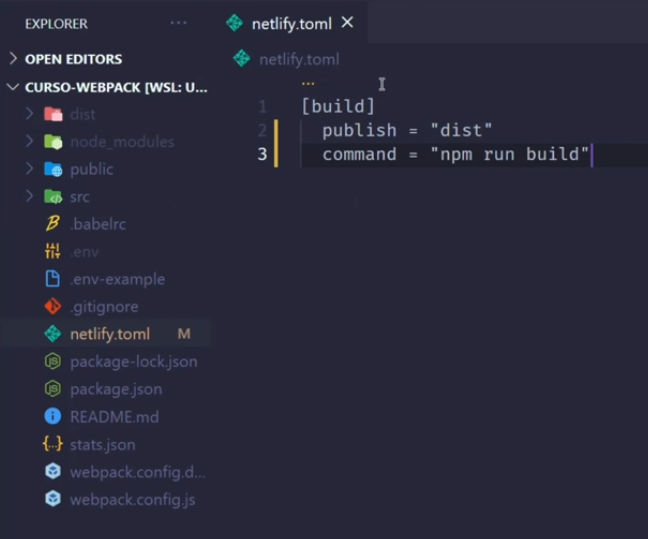 EXPLORER ...
netlify.toml
OPEN EDITORS
netlify.toml
CURSO-WEBPACK [WSL: U...
...
dist
1 [build]
node_modules
2 publish = "dist"
public
3 command = "npm run build"
src
.babelrc
.env
.env-example
.gitignore
netlify.toml M
package-lock.json
package.json
README.md
stats.json
webpack.config.d...
webpack.config.js